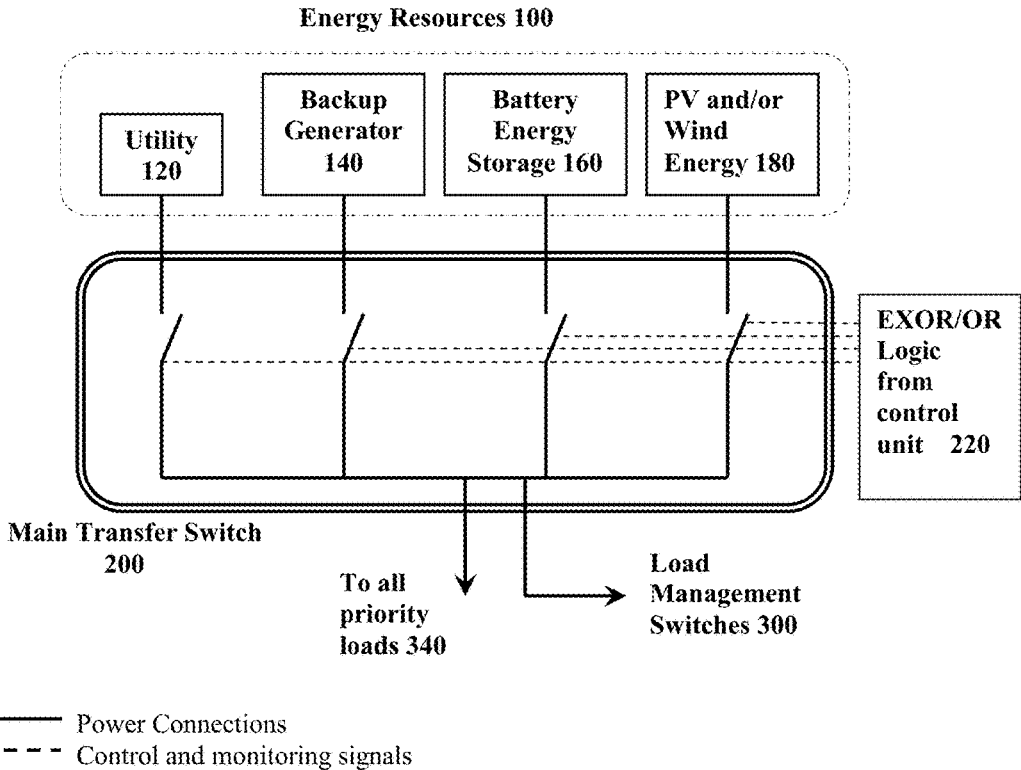 Energy Resources 100
Utility
120
Backup
Generator
140
Battery
Energy
Storage 160
PV and/or
Wind
Energy 180
EXOR/OR
Logic
from
control
unit 220
Main Transfer Switch
200
To all
priority
loads 340
Load
Management
Switches 300
Power Connections
Control and monitoring signals